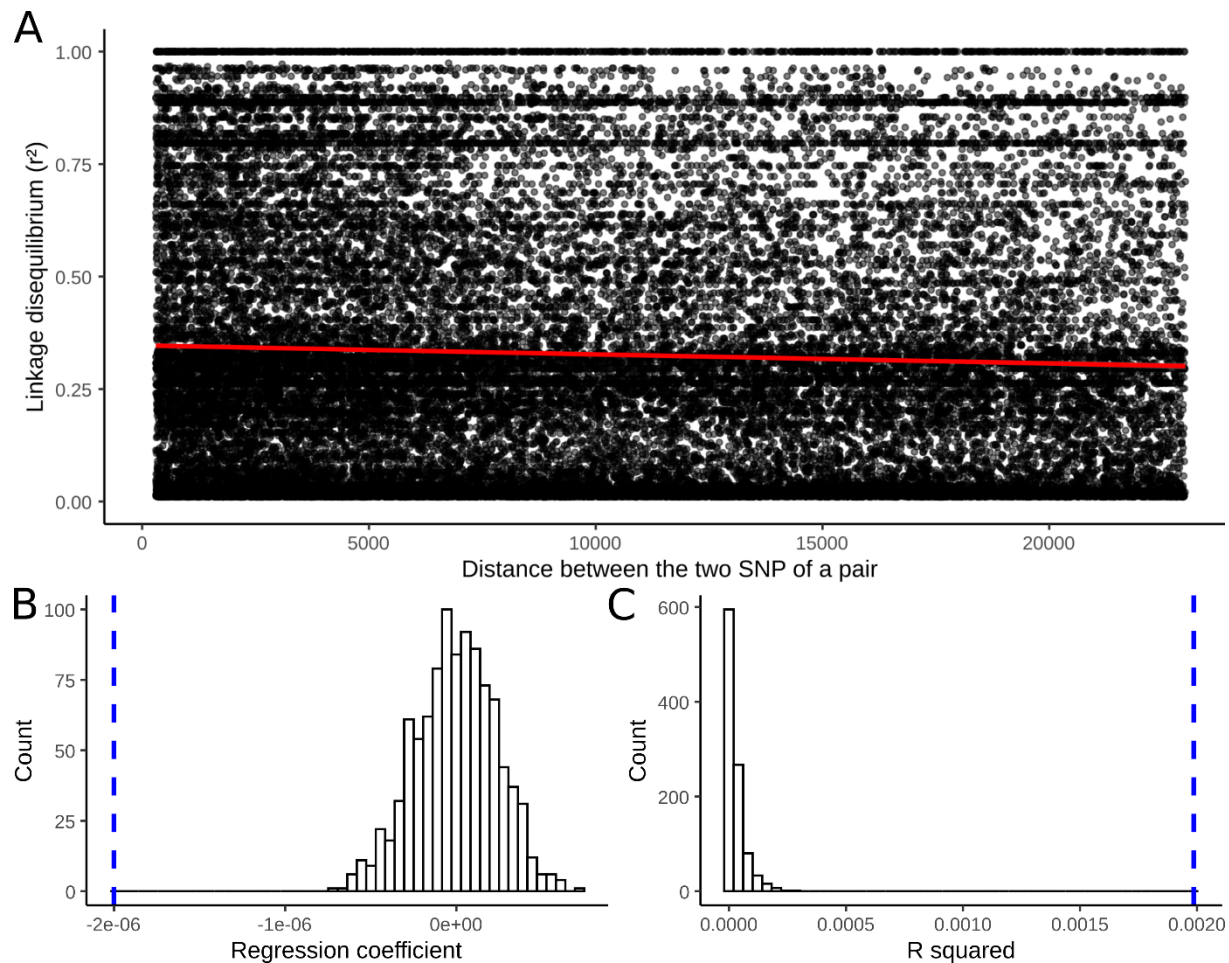 A
Linkage disequilibrium (r²)
1.00
0.75
0.50
0.25
0.00
0 5000 10000 15000 20000
Distance between the two SNP of a pair
B
Count
100
75
50
25
0
-2e-06 -1e-06 0e+00
Regression coefficient
C
Count
600
400
200
0
0.0000 0.0005 0.0010 0.0015 0.0020
R squared